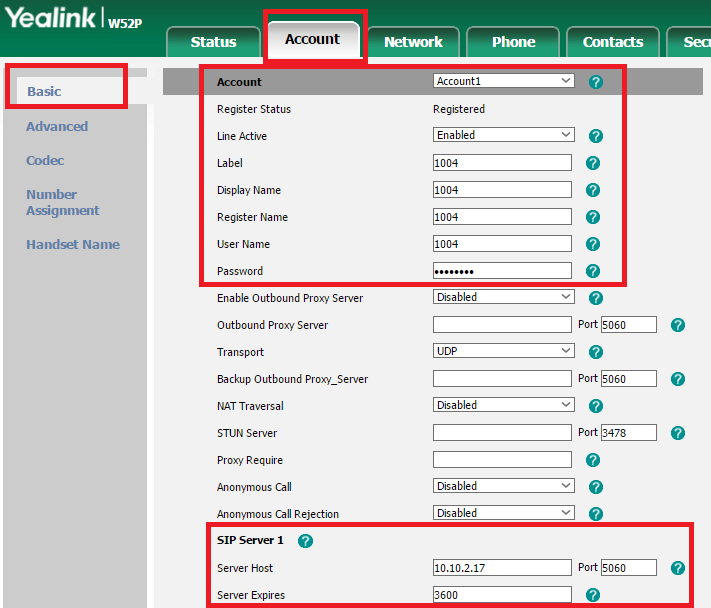 Yealink | W52P
Status Account Network Phone Contacts Secu
Basic
Advanced
Codec
Number
Assignment
Handset Name
Account Account1 ?
Register Status Registered
Line Active Enabled ?
Label 1004 ?
Display Name 1004 ?
Register Name 1004 ?
User Name 1004 ?
Password •••••••• ?
Enable Outbound Proxy Server Disabled ?
Outbound Proxy Server Port 5060 ?
Transport UDP ?
Backup Outbound Proxy_Server Port 5060 ?
NAT Traversal Disabled ?
STUN Server Port 3478 ?
Proxy Require ?
Anonymous Call Disabled ?
Anonymous Call Rejection Disabled ?
SIP Server 1 ?
Server Host 10.10.2.17 Port 5060 ?
Server Expires 3600 ?